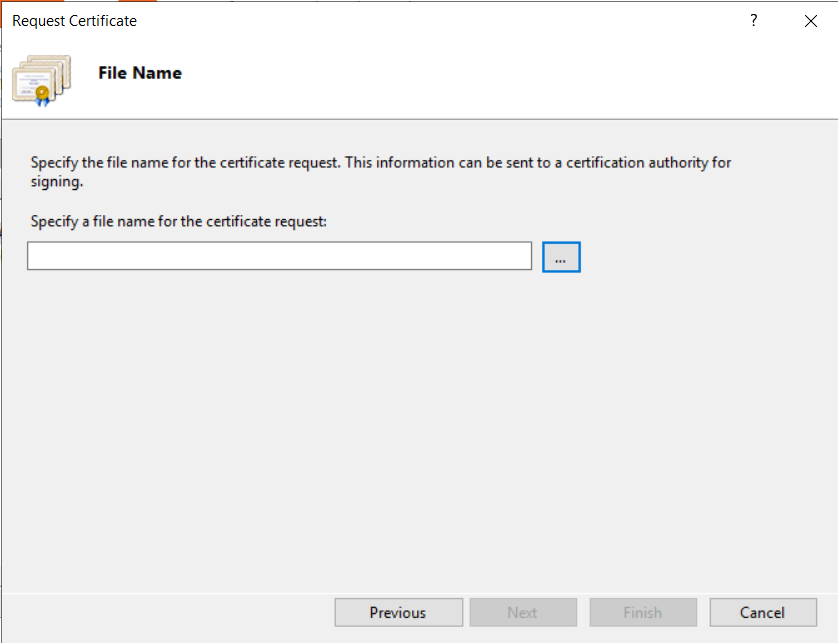 Request Certificate
?
File Name
Specify the file name for the certificate request. This information can be sent to a certification authority for
signing.
Specify a file name for the certificate request:
...
Previous
Next
Finish
Cancel